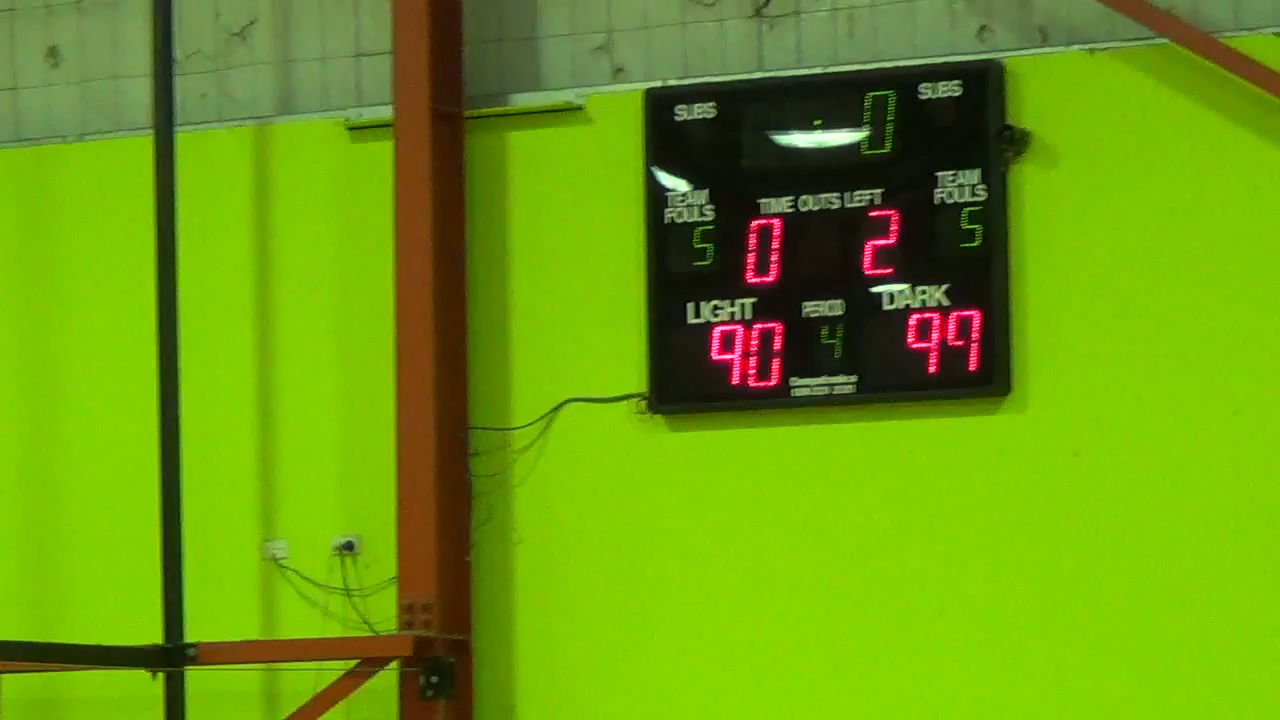 SUBS 0 SUBS
TEAM FOULS TIME OUTS LEFT TEAM FOULS
5 0 2 5
LIGHT PERIOD DARK
90 4 99